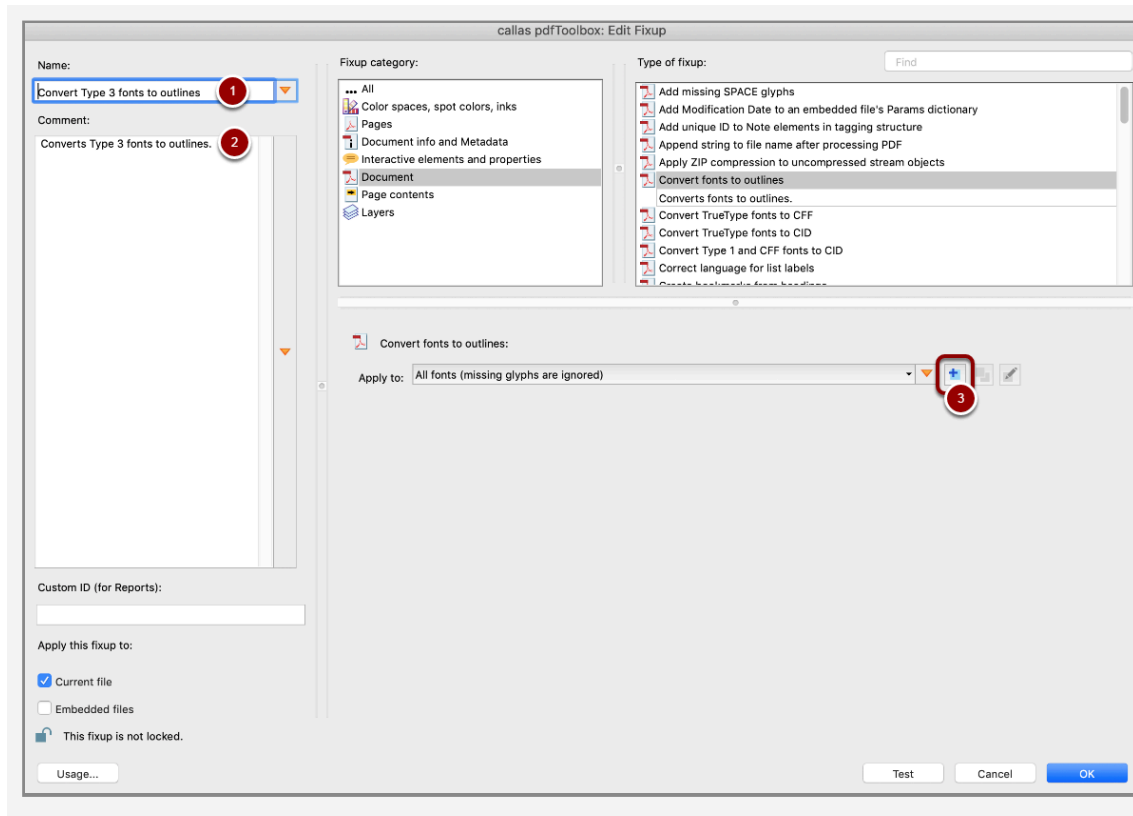 callas pdfToolbox: Edit Fixup
Name:
Convert Type 3 fonts to outlines
1
Comment:
Converts Type 3 fonts to outlines.
2
Custom ID (for Reports):
Apply this fixup to:
Current file
Embedded files
This fixup is not locked.
Usage...
Fixup category:
... All
Color spaces, spot colors, inks
Pages
Document info and Metadata
Interactive elements and properties
Document
Page contents
Layers
Type of fixup:
Find
Add missing SPACE glyphs
Add Modification Date to an embedded file's Params dictionary
Add unique ID to Note elements in tagging structure
Append string to file name after processing PDF
Apply ZIP compression to uncompressed stream objects
Convert fonts to outlines
Converts fonts to outlines.
Convert TrueType fonts to CFF
Convert TrueType fonts to CID
Convert Type 1 and CFF fonts to CID
Correct language for list labels
Create bookmarks from headings
Convert fonts to outlines:
Apply to:
All fonts (missing glyphs are ignored)
3
Test
Cancel
OK